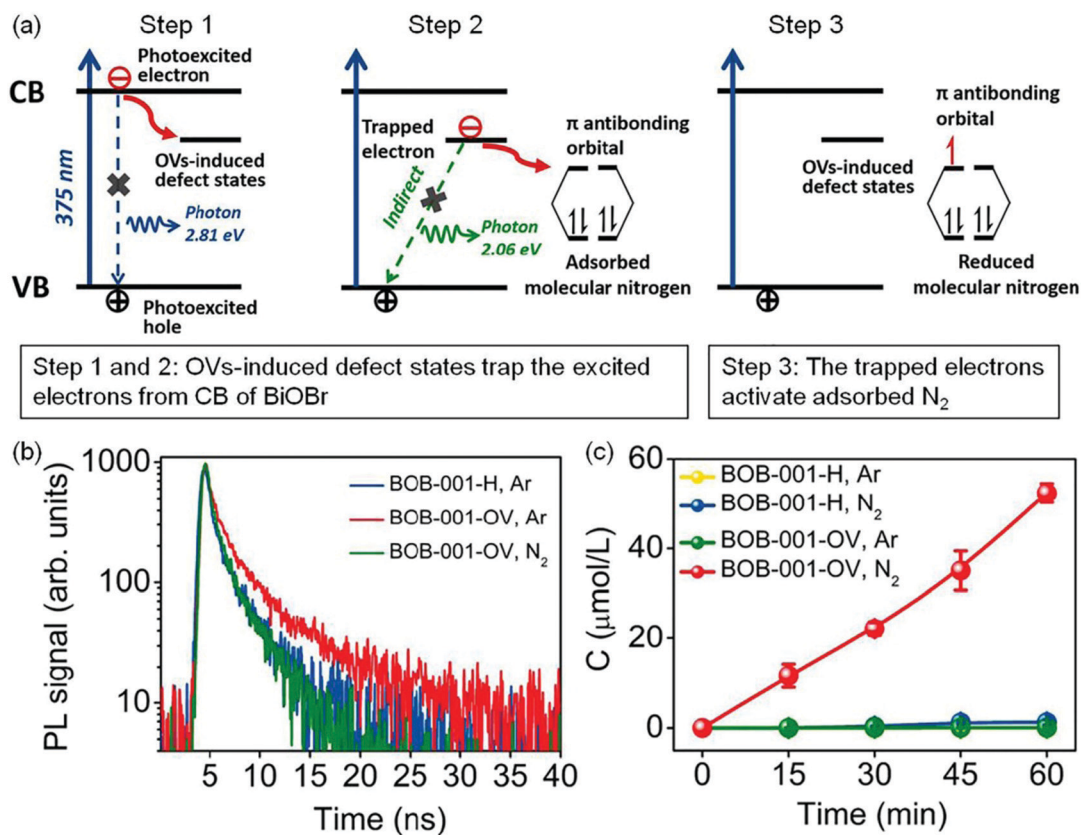 (a)
Step 1
Step 2
Step 3
Photoexcited
electron
CB
OVs-induced
defect states
375 nm
Photon
2.81 eV
VB
Photoexcited
hole
Trapped
electron
π antibonding
orbital
Indirect
Photon
2.06 eV
Adsorbed
molecular nitrogen
π antibonding
orbital
OVs-induced
defect states
Reduced
molecular nitrogen
Step 1 and 2: OVs-induced defect states trap the excited
electrons from CB of BiOBr
Step 3: The trapped electrons
activate adsorbed N₂
(b)
PL signal (arb. units)
1000
100
10
BOB-001-H, Ar
BOB-001-OV, Ar
BOB-001-OV, N₂
5 10 15 20 25 30 35 40
Time (ns)
(c)
C (μmol/L)
60
40
20
0
BOB-001-H, Ar
BOB-001-H, N₂
BOB-001-OV, Ar
BOB-001-OV, N₂
0 15 30 45 60
Time (min)